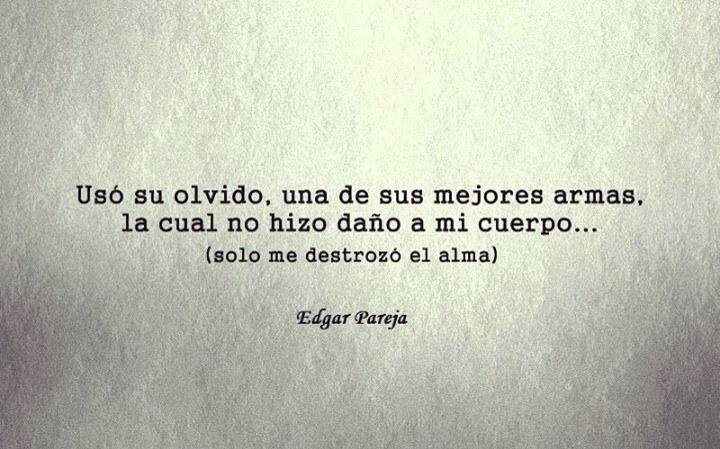 Usó su olvido, una de sus mejores armas,
la cual no hizo daño a mi cuerpo...
(solo me destrozó el alma)
Edgar Pareja